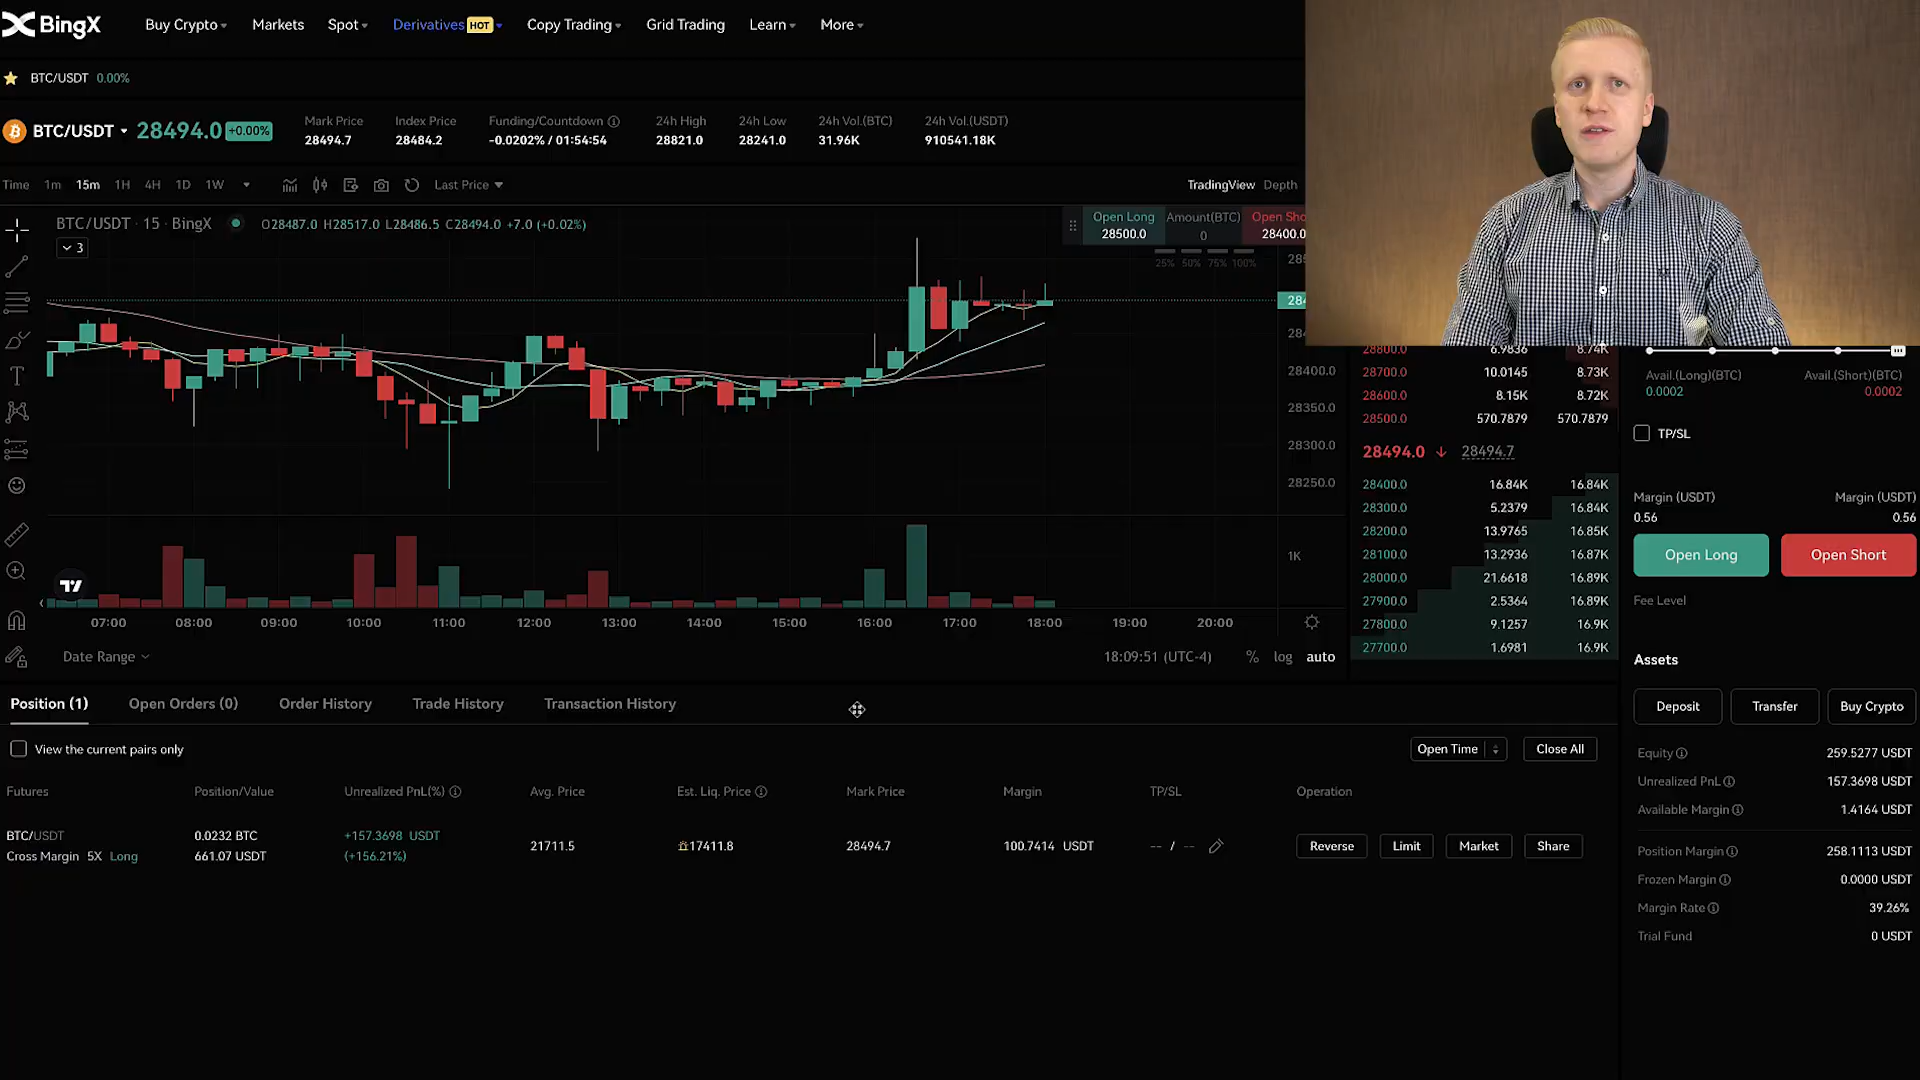 BingX Buy Crypto Markets Spot Derivatives HOT Copy Trading Grid Trading Learn More
BTC/USDT 0.00%
BTC/USDT 28494.0 +0.00%
Mark Price Index Price Funding/Countdown 24h High 24h Low 24h Vol.(BTC) 24h Vol.(USDT)
28494.7 28484.2 -0.0202% / 01:54:54 28821.0 28241.0 31.96K 910541.18K
Time 1m 15m 1H 4H 1D 1W Last Price TradingView Depth
BTC/USDT · 15 · BingX O28487.0 H28517.0 L28486.5 C28494.0 +7.0 (+0.02%)
3
Open Long Amount(BTC) Open Sho
28500.0 0 28400.0
25% 50% 75% 100%
28400.0
28350.0
28300.0
28250.0
1K
07:00 08:00 09:00 10:00 11:00 12:00 13:00 14:00 15:00 16:00 17:00 18:00 19:00 20:00
Date Range 18:09:51 (UTC-4) % log auto
28800.0 6.9836 8.74K
28700.0 10.0145 8.73K
28600.0 8.15K 8.72K
28500.0 570.7879 570.7879
28494.0 ↓ 28494.7
28400.0 16.84K 16.84K
28300.0 5.2379 16.84K
28200.0 13.9765 16.85K
28100.0 13.2936 16.87K
28000.0 21.6618 16.89K
27900.0 2.5364 16.89K
27800.0 9.1257 16.9K
27700.0 1.6981 16.9K
Avail.(Long)(BTC) Avail.(Short)(BTC)
0.0002 0.0002
TP/SL
Margin (USDT) Margin (USDT)
0.56 0.56
Open Long Open Short
Fee Level
Assets
Deposit Transfer Buy Crypto
Equity 259.5277 USDT
Unrealized PnL 157.3698 USDT
Available Margin 1.4164 USDT
Position Margin 258.1113 USDT
Frozen Margin 0.0000 USDT
Margin Rate 39.26%
Trial Fund 0 USDT
Position (1) Open Orders (0) Order History Trade History Transaction History
View the current pairs only Open Time Close All
Futures Position/Value Unrealized PnL(%) Avg. Price Est. Liq. Price Mark Price Margin TP/SL Operation
BTC/USDT 0.0232 BTC +157.3698 USDT
21711.5 17411.8 28494.7 100.7414 USDT -- / -- Reverse Limit Market Share
Cross Margin 5X Long 661.07 USDT (+156.21%)